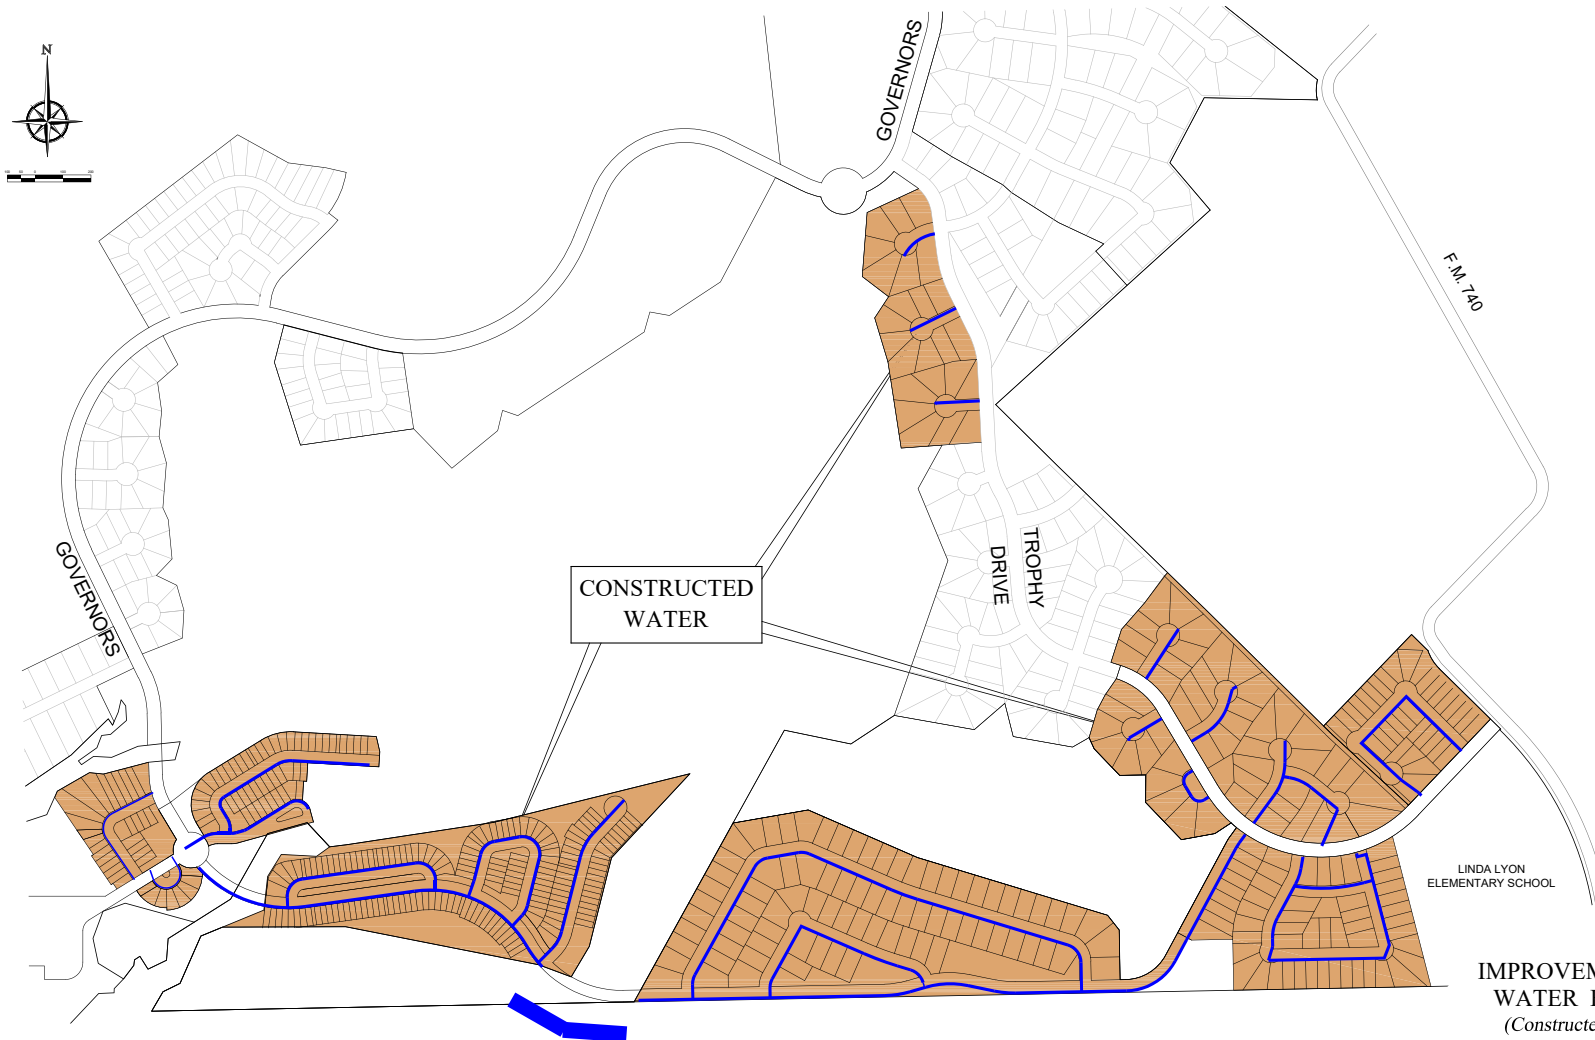 N
GOVERNORS
F.M. 740
GOVERNORS
TROPHY
DRIVE
CONSTRUCTED
WATER
LINDA LYON
ELEMENTARY SCHOOL
IMPROVEM
WATER
(Constructe